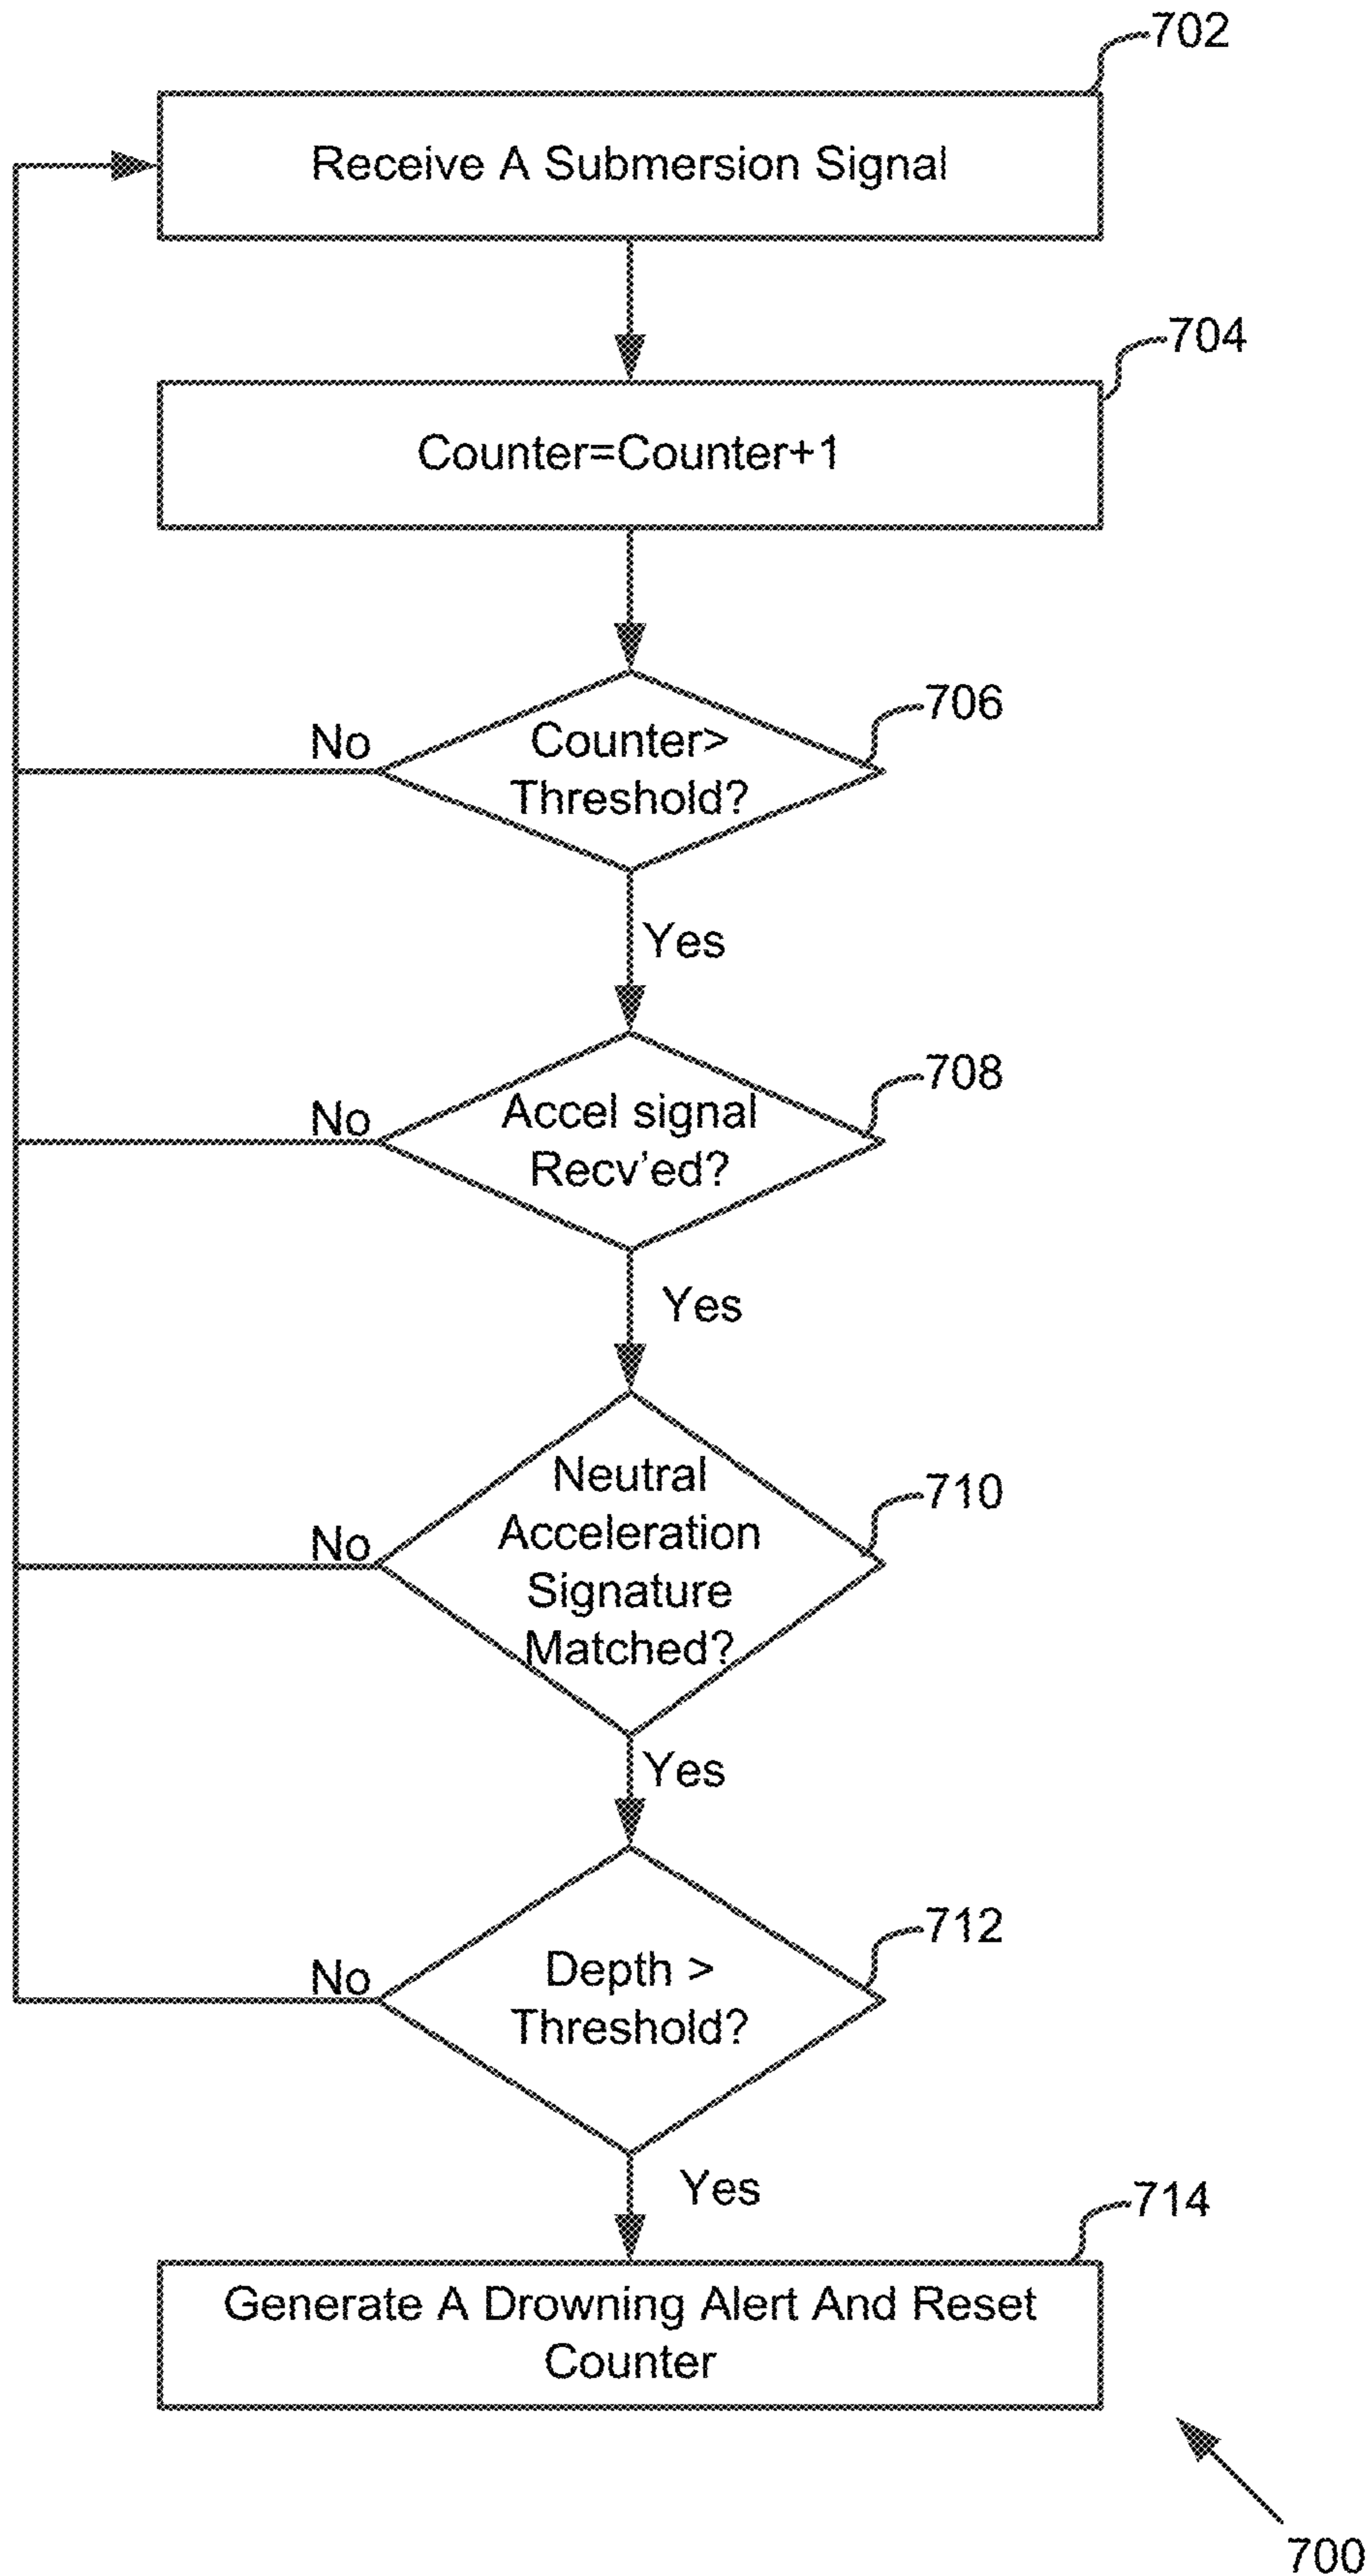 702
Receive A Submersion Signal
704
Counter=Counter+1
706
No
Counter>
Threshold?
Yes
708
No
Accel signal
Recv'ed?
Yes
710
No
Neutral
Acceleration
Signature
Matched?
Yes
712
No
Depth >
Threshold?
Yes
714
Generate A Drowning Alert And Reset
Counter
700